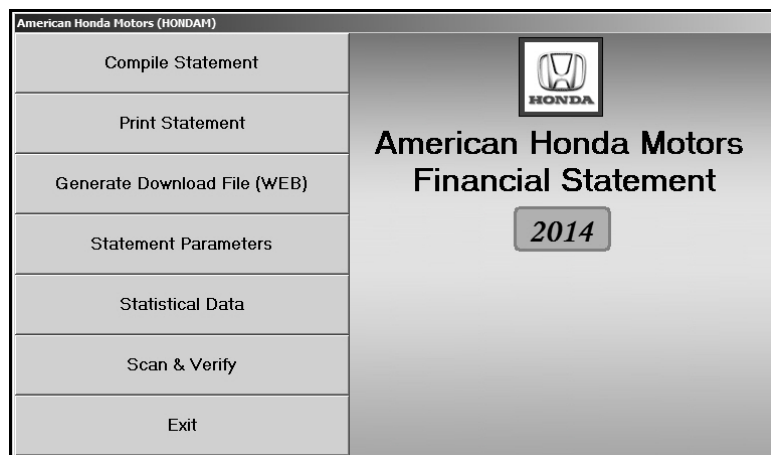 American Honda Motors (HONDAM)
Compile Statement
Print Statement
Generate Download File (WEB)
Statement Parameters
Statistical Data
Scan & Verify
Exit
HONDA
American Honda Motors
Financial Statement
2014